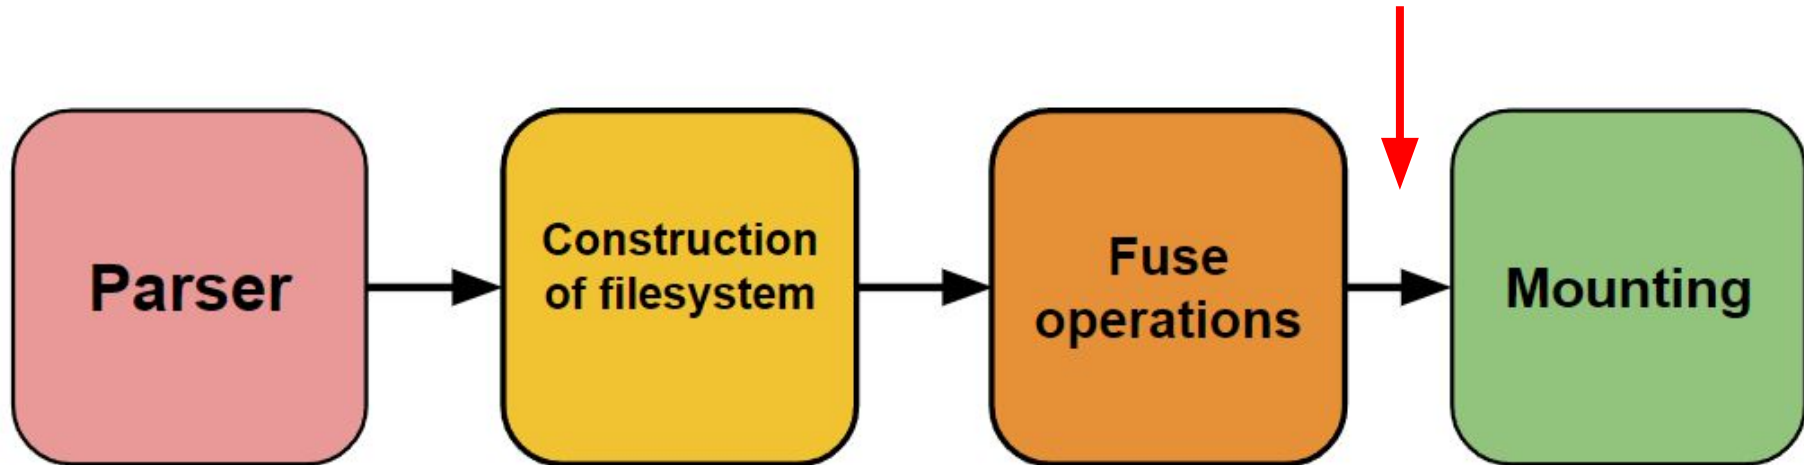 Parser
Construction
of filesystem
Fuse
operations
Mounting